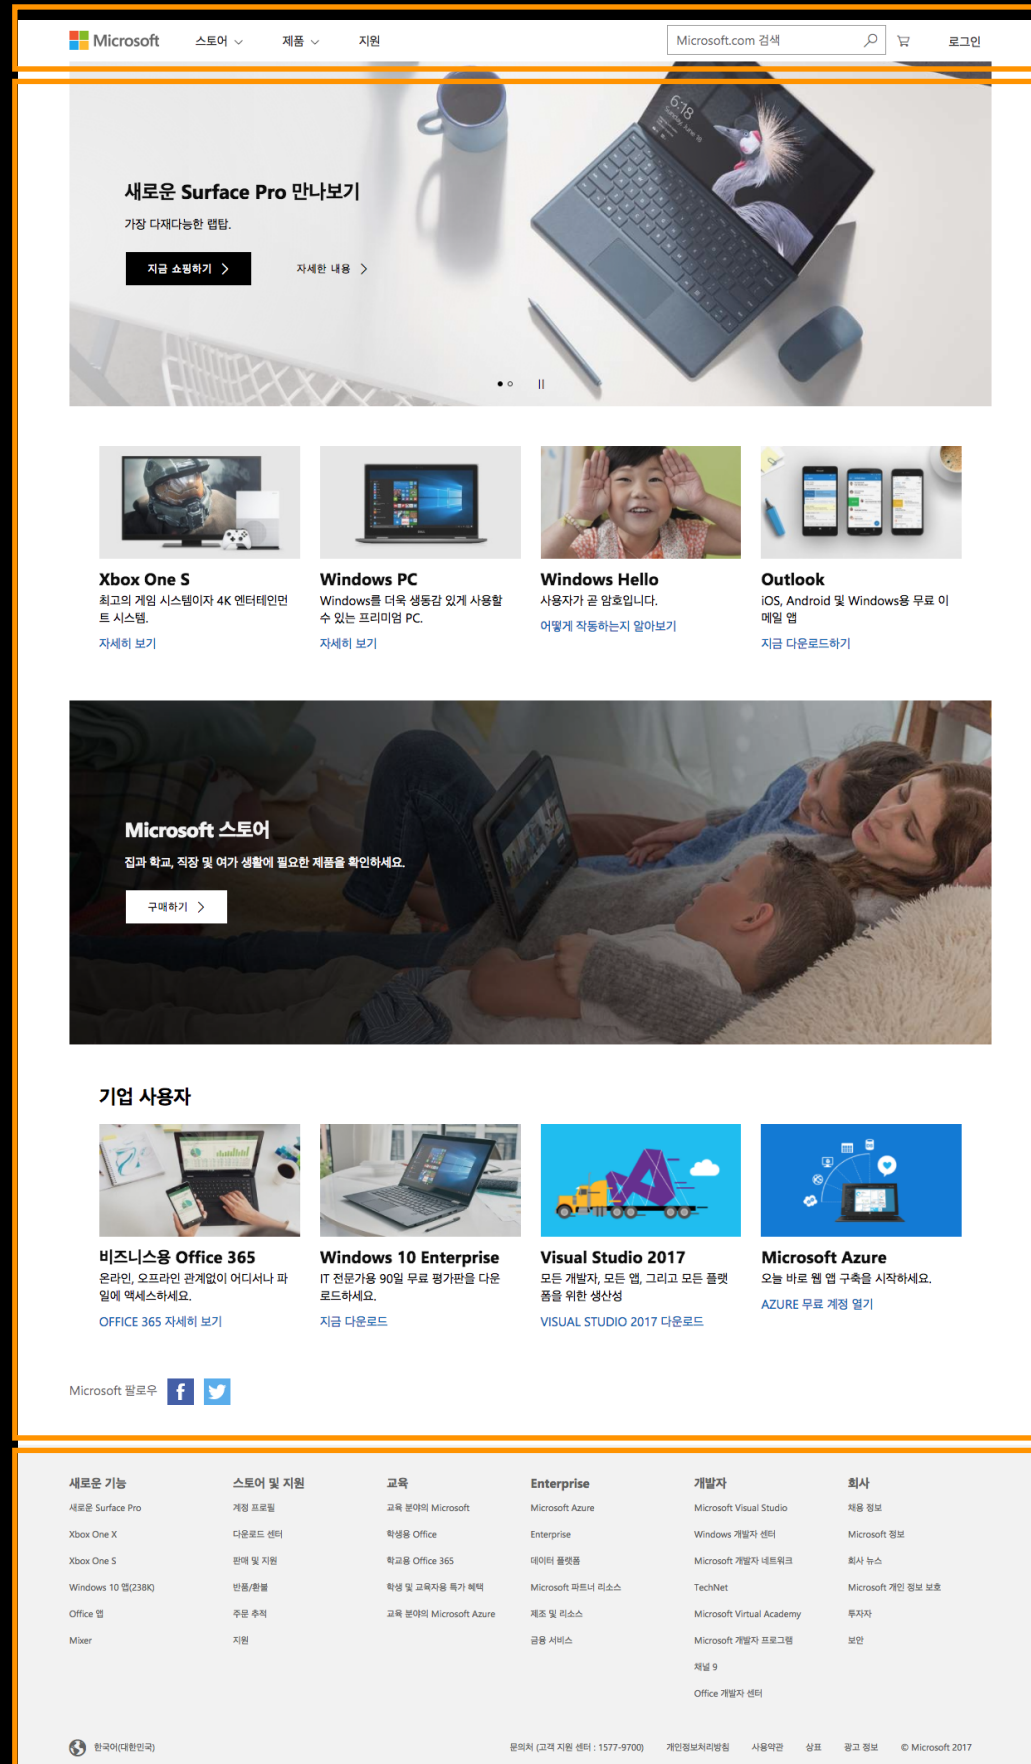 Microsoft 스토어 제품 지원 Microsoft.com 검색 로그인
6:18
Sunday, June 18
새로운 Surface Pro 만나보기
가장 다재다능한 랩탑.
지금 쇼핑하기 자세한 내용
Xbox One S
최고의 게임 시스템이자 4K 엔터테인먼
트 시스템.
자세히 보기
Windows PC
Windows를 더욱 생동감 있게 사용할
수 있는 프리미엄 PC.
자세히 보기
Windows Hello
사용자가 곧 암호입니다.
어떻게 작동하는지 알아보기
Outlook
iOS, Android 및 Windows용 무료 이
메일 앱
지금 다운로드하기
Microsoft 스토어
집과 학교, 직장 및 여가 생활에 필요한 제품을 확인하세요.
구매하기
기업 사용자
비즈니스용 Office 365
온라인, 오프라인 관계없이 어디서나 파
일에 액세스하세요.
OFFICE 365 자세히 보기
Windows 10 Enterprise
IT 전문가용 90일 무료 평가판을 다운
로드하세요.
지금 다운로드
Visual Studio 2017
모든 개발자, 모든 앱, 그리고 모든 플랫
폼을 위한 생산성
VISUAL STUDIO 2017 다운로드
Microsoft Azure
오늘 바로 웹 앱 구축을 시작하세요.
AZURE 무료 계정 열기
Microsoft 팔로우
새로운 기능
새로운 Surface Pro
Xbox One X
Xbox One S
Windows 10 앱(238K)
Office 앱
Mixer
스토어 및 지원
계정 프로필
다운로드 센터
판매 및 지원
반품/환불
주문 추적
지원
교육
교육 분야의 Microsoft
학생용 Office
학교용 Office 365
학생 및 교육자용 특가 혜택
교육 분야의 Microsoft Azure
Enterprise
Microsoft Azure
Enterprise
데이터 플랫폼
Microsoft 파트너 리소스
제조 및 리소스
금융 서비스
개발자
Microsoft Visual Studio
Windows 개발자 센터
Microsoft 개발자 네트워크
TechNet
Microsoft Virtual Academy
Microsoft 개발자 프로그램
채널 9
Office 개발자 센터
회사
채용 정보
Microsoft 정보
회사 뉴스
Microsoft 개인 정보 보호
투자자
보안
한국어(대한민국) 문의처 (고객 지원 센터 : 1577-9700) 개인정보처리방침 사용약관 상표 광고 정보 © Microsoft 2017